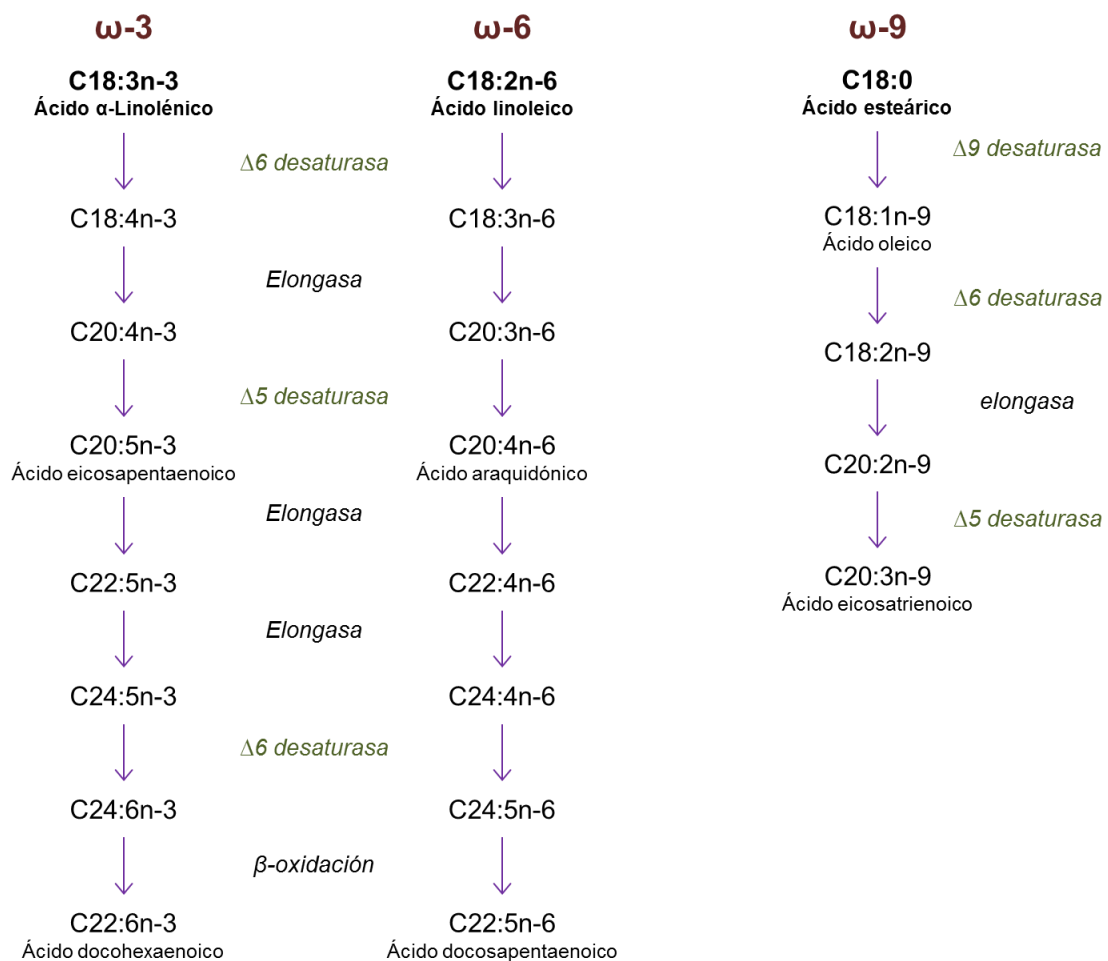 ω-3
ω-6
ω-9
C18:3n-3
Ácido α-Linolénico
C18:2n-6
Ácido linoleico
C18:0
Ácido esteárico
Δ6 desaturasa
Δ9 desaturasa
C18:4n-3
C18:3n-6
C18:1n-9
Ácido oleico
Elongasa
Δ6 desaturasa
C20:4n-3
C20:3n-6
C18:2n-9
Δ5 desaturasa
elongasa
C20:5n-3
Ácido eicosapentaenoico
C20:4n-6
Ácido araquidónico
C20:2n-9
Elongasa
Δ5 desaturasa
C22:5n-3
C22:4n-6
C20:3n-9
Ácido eicosatrienoico
Elongasa
C24:5n-3
C24:4n-6
Δ6 desaturasa
C24:6n-3
C24:5n-6
β-oxidación
C22:6n-3
Ácido docohexaenoico
C22:5n-6
Ácido docosapentaenoico